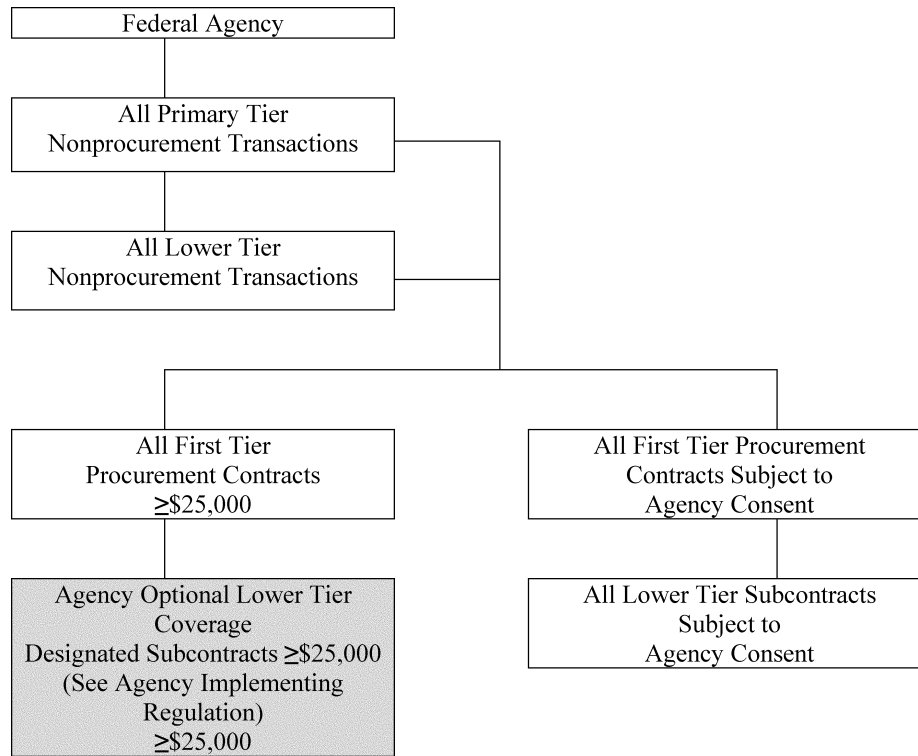 Federal Agency
All Primary Tier
Nonprocurement Transactions
All Lower Tier
Nonprocurement Transactions
All First Tier
Procurement Contracts
≥$25,000
All First Tier Procurement
Contracts Subject to
Agency Consent
Agency Optional Lower Tier
Coverage
Designated Subcontracts ≥$25,000
(See Agency Implementing
Regulation)
≥$25,000
All Lower Tier Subcontracts
Subject to
Agency Consent